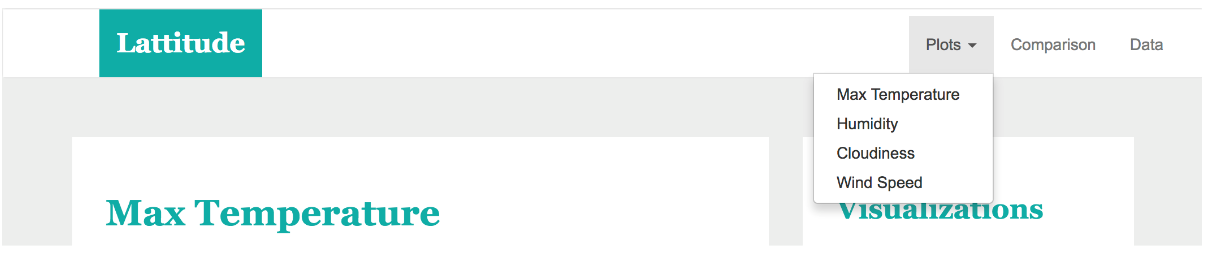 Lattitude
Plots
Comparison
Data
Max Temperature
Humidity
Cloudiness
Wind Speed
Max Temperature
Visualizations